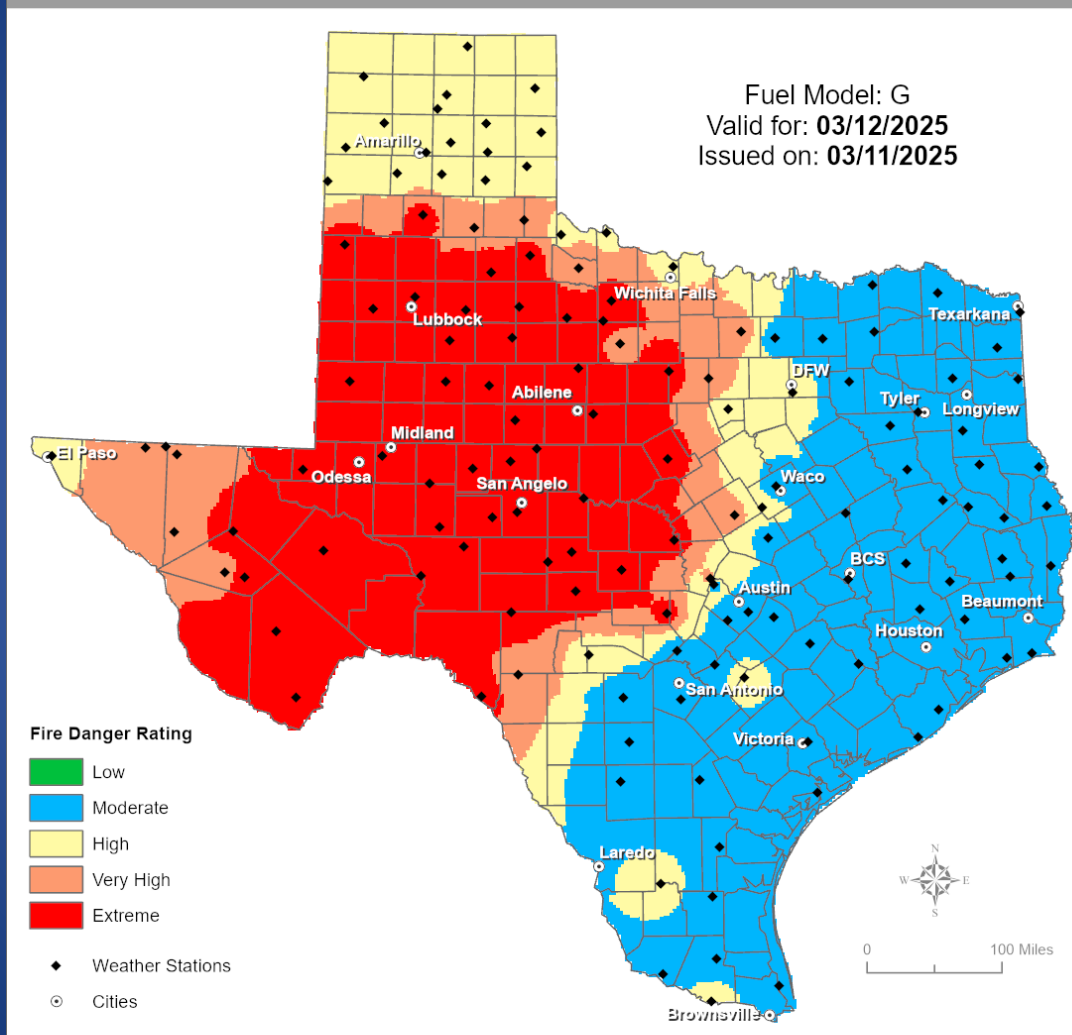 Fuel Model: G
Valid for: 03/12/2025
Issued on: 03/11/2025
Amarillo
Wichita Falls
Lubbock
Texarkana
DFW
Abilene
Tyler
Longview
Midland
El Paso
Odessa
San Angelo
Waco
BCS
Austin
Beaumont
Houston
San Antonio
Victoria
Laredo
Brownsville
Fire Danger Rating
Low
Moderate
High
Very High
Extreme
Weather Stations
Cities
N
W E
S
0 100 Miles